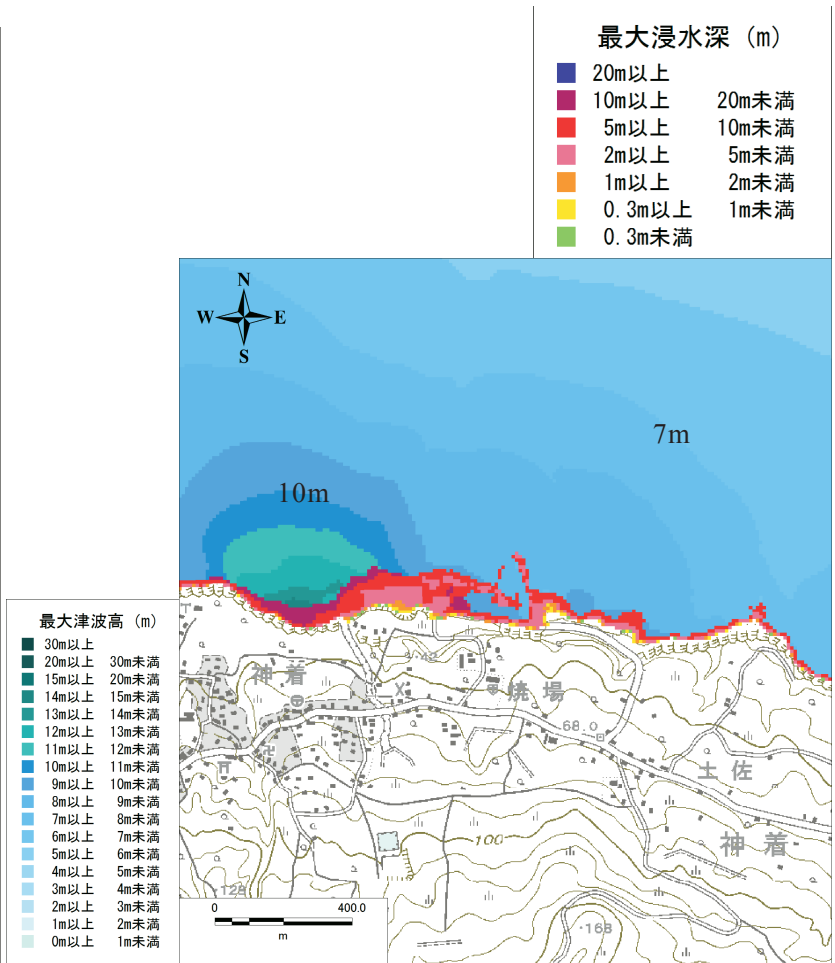 最大浸水深 (m)
20m以上
10m以上 20m未満
5m以上 10m未満
2m以上 5m未満
1m以上 2m未満
0.3m以上 1m未満
0.3m未満
N
W E
S
7m
10m
最大津波高 (m)
30m以上
20m以上 30m未満
15m以上 20m未満
14m以上 15m未満
13m以上 14m未満
12m以上 13m未満
11m以上 12m未満
10m以上 11m未満
9m以上 10m未満
8m以上 9m未満
7m以上 8m未満
6m以上 7m未満
5m以上 6m未満
4m以上 5m未満
3m以上 4m未満
2m以上 3m未満
1m以上 2m未満
0m以上 1m未満
神着
焼場
68.0
土佐
神着
100
128
168
0 400.0
m